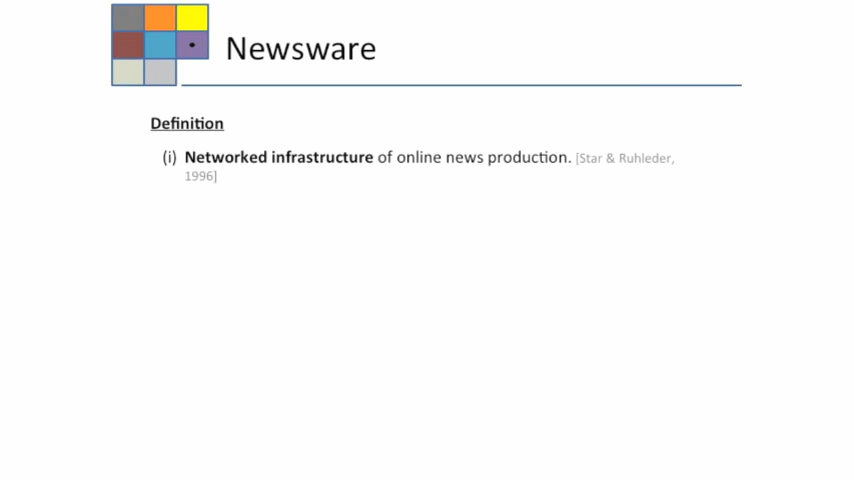 Newsware
Definition
(i) Networked infrastructure of online news production. [Star & Ruhleder,
1996]